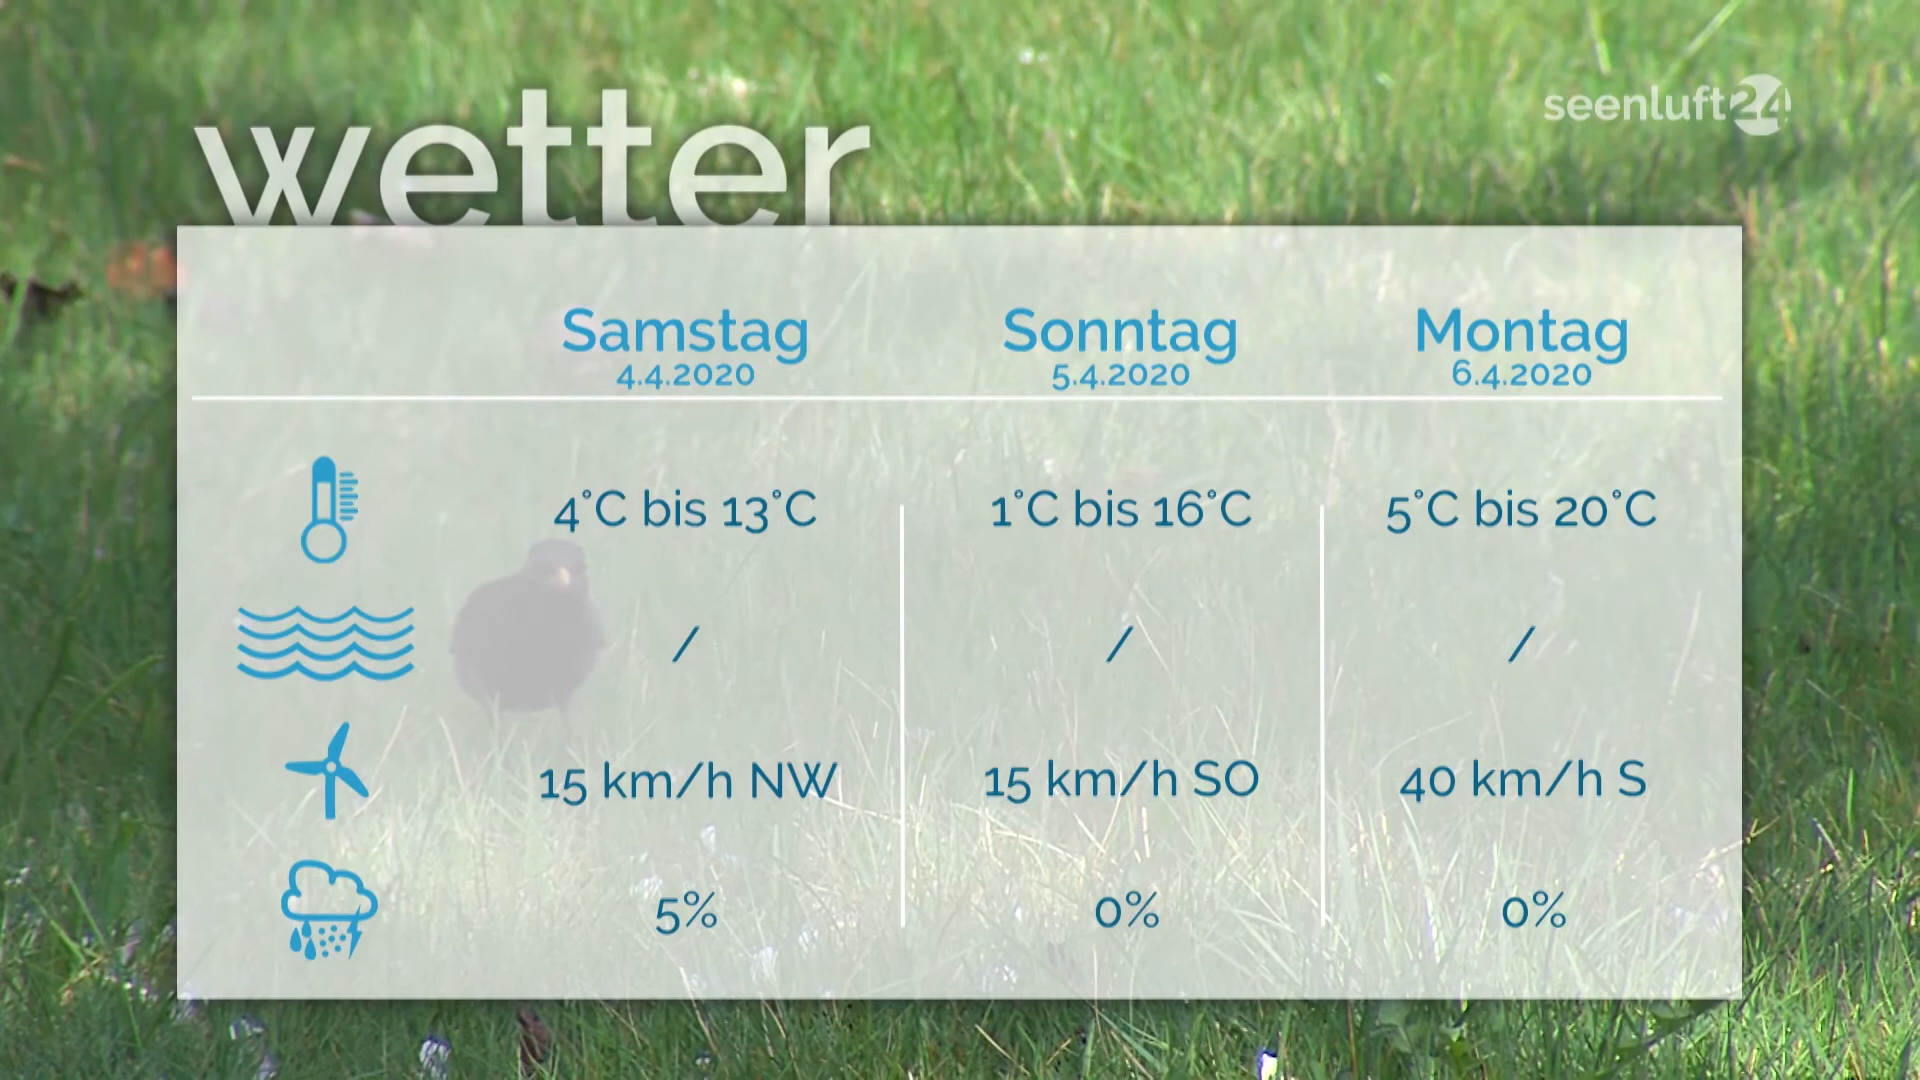 wetter
seenluft24
Samstag Sonntag Montag
4.4.2020 5.4.2020 6.4.2020
4°C bis 13°C 1°C bis 16°C 5°C bis 20°C
/ / /
15 km/h NW 15 km/h SO 40 km/h S
5% 0% 0%